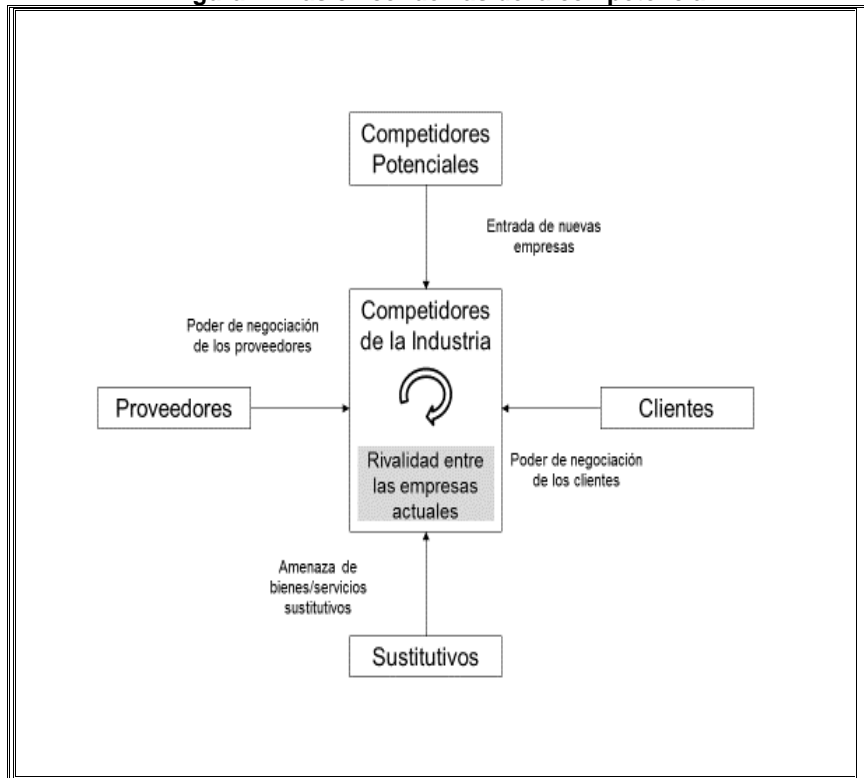 Competidores
Potenciales
Entrada de nuevas
empresas
Competidores
de la Industria
Poder de negociación
de los proveedores
Proveedores
Clientes
Rivalidad entre
las empresas
actuales
Poder de negociación
de los clientes
Amenaza de
bienes/servicios
sustitutivos
Sustitutivos